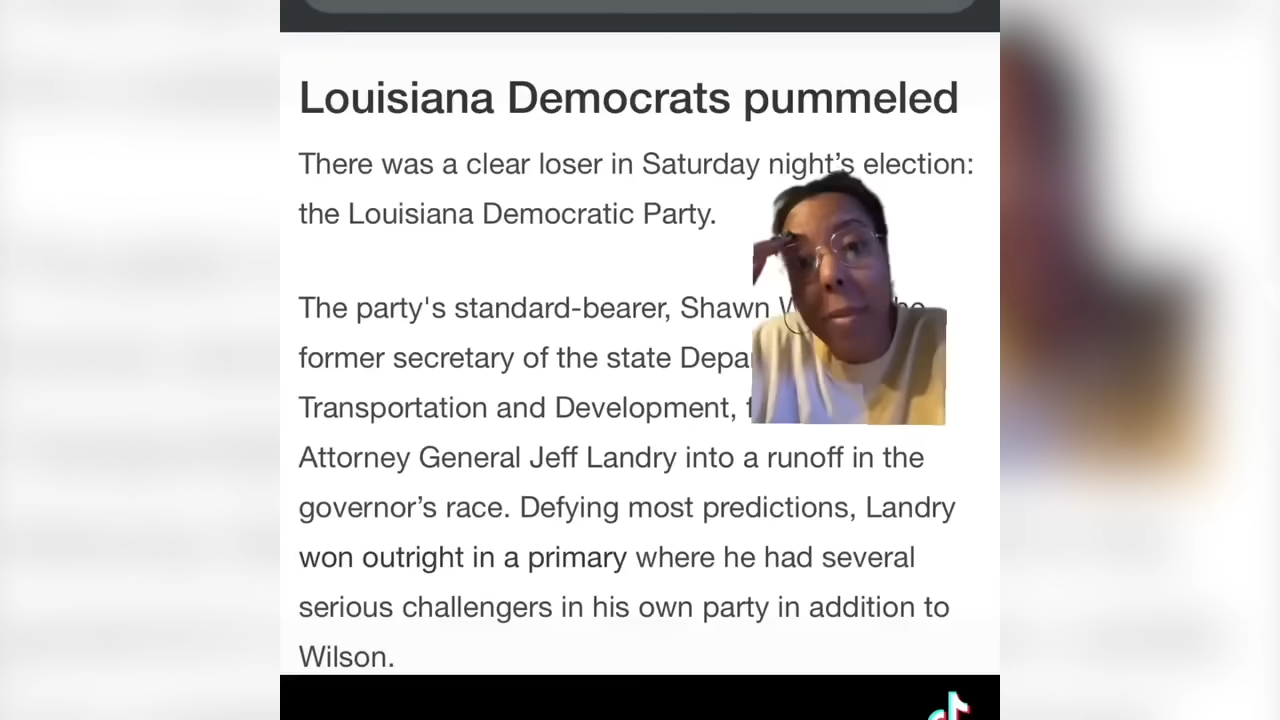 Louisiana Democrats pummeled
There was a clear loser in Saturday night’s election:
the Louisiana Democratic Party.
The party's standard-bearer, Shawn
former secretary of the state
Transportation and Development,
Attorney General Jeff Landry into a runoff in the
governor’s race. Defying most predictions, Landry
won outright in a primary where he had several
serious challengers in his own party in addition to
Wilson.